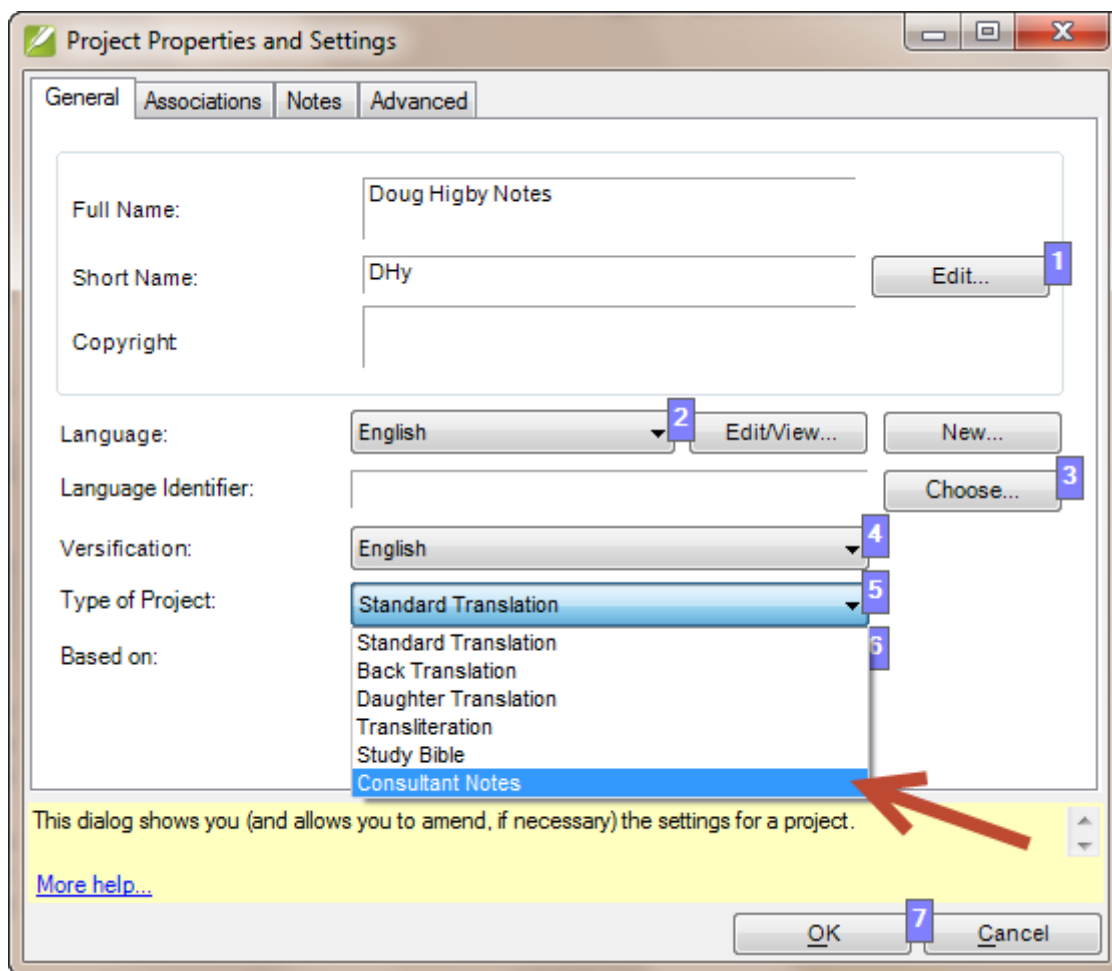 Project Properties and Settings
General Associations Notes Advanced
Full Name: Doug Higby Notes
Short Name: DHy Edit... 1
Copyright
Language: English 2 Edit/View... New...
Language Identifier: Choose... 3
Versification: English 4
Type of Project: Standard Translation 5
Based on: 6
Standard Translation
Back Translation
Daughter Translation
Transliteration
Study Bible
Consultant Notes
This dialog shows you (and allows you to amend, if necessary) the settings for a project.
More help...
OK 7 Cancel